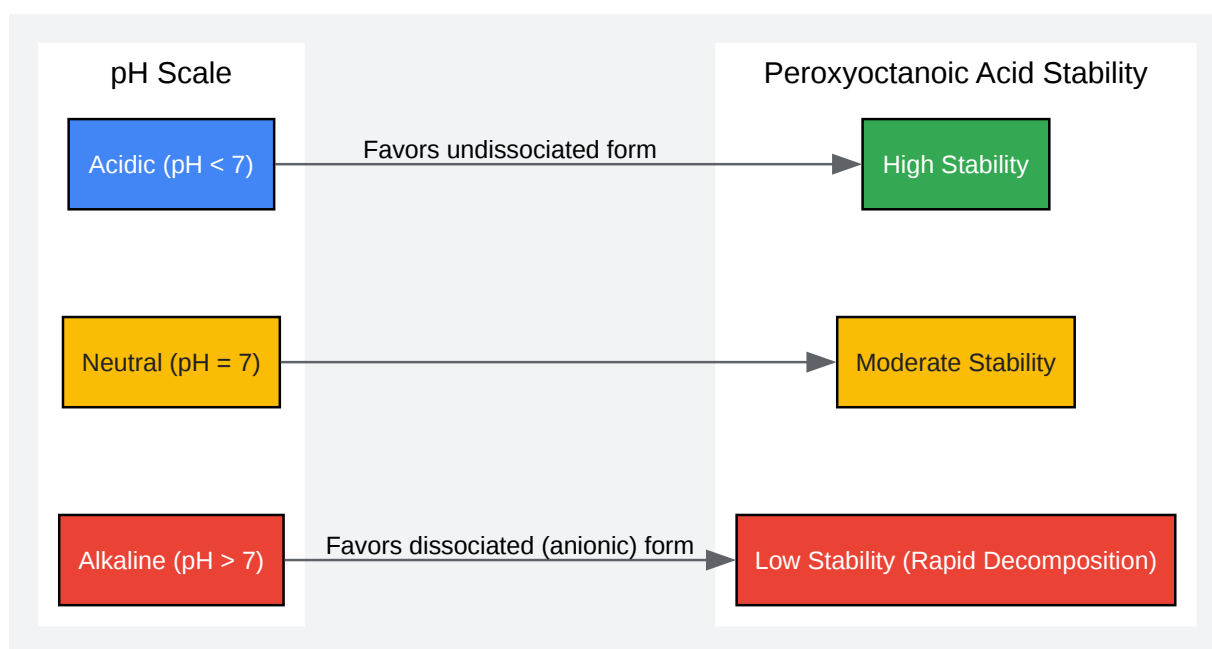 pH Scale
Peroxyoctanoic Acid Stability
Acidic (pH < 7)
Favors undissociated form
High Stability
Neutral (pH = 7)
Moderate Stability
Alkaline (pH > 7)
Favors dissociated (anionic) form
Low Stability (Rapid Decomposition)